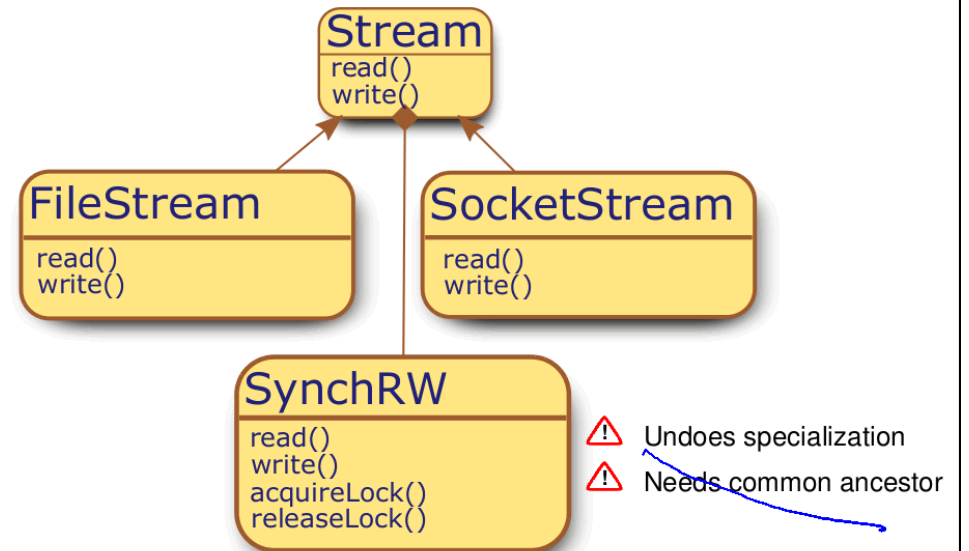 Stream
read()
write()
FileStream
read()
write()
SocketStream
read()
write()
SynchRW
read()
write()
acquireLock()
releaseLock()
! Undoes specialization
! Needs common ancestor